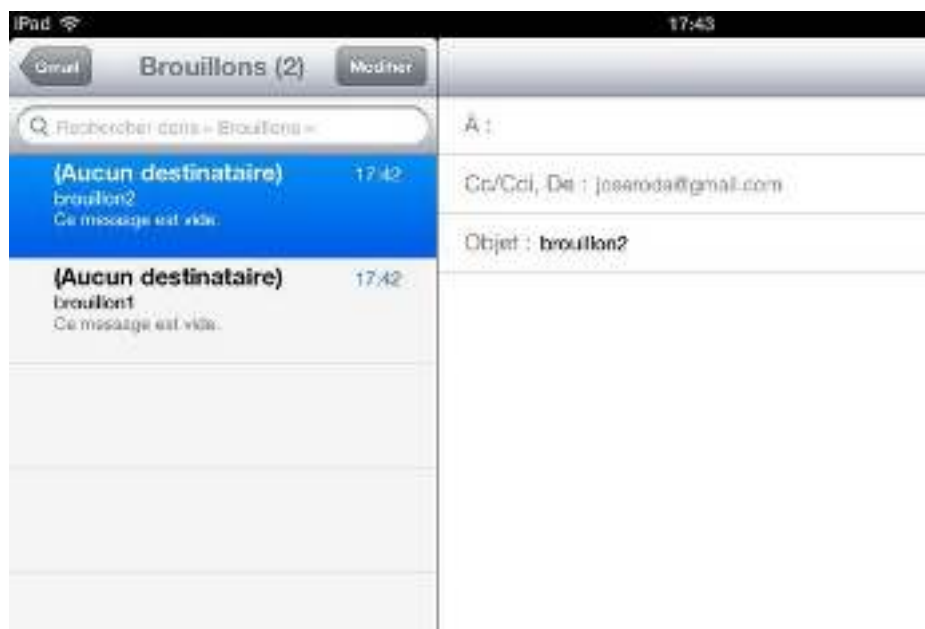 iPad
17:43
Gmail
Brouillons (2)
Modifier
Rechercher dans « Brouillons »
(Aucun destinataire) 17:42
brouillon2
Ce message est vide.
(Aucun destinataire) 17:42
brouillon1
Ce message est vide.
À :
Cc/Cci, De :
Objet : brouillon2